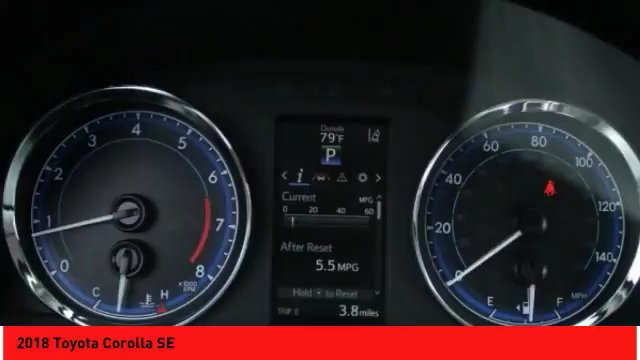 4
3 5
2 6
1 7
0 8
x1000
RPM
C H
Outside
79°F
P
i
Current MPG
0 20 40 60
After Reset
5.5 MPG
Hold to Reset
TRIP B 3.8 miles
80
60 100
40 120
20 140
0 MPH
E F
2018 Toyota Corolla SE